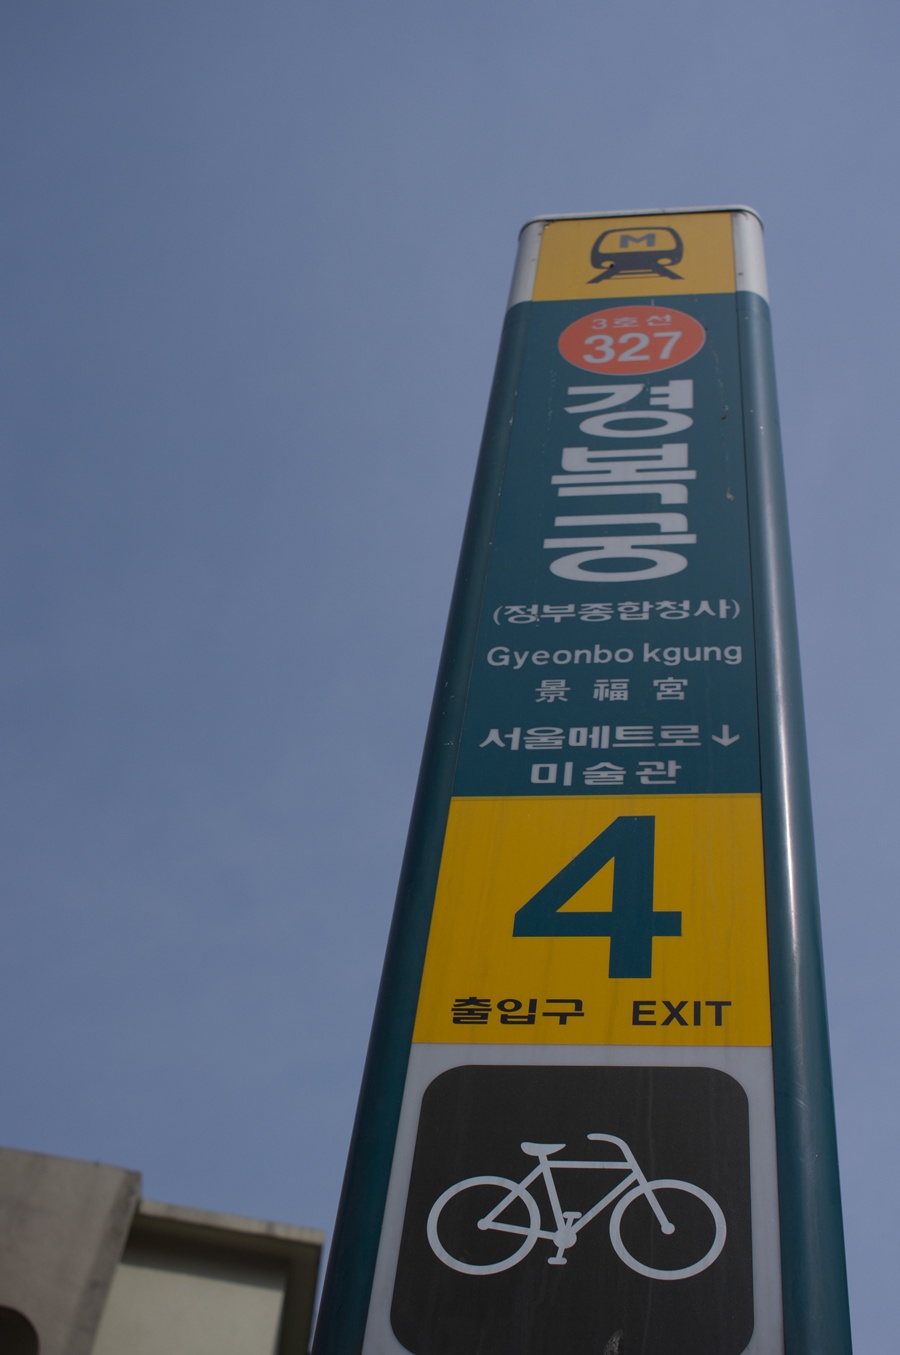 M
3호선
327
경복궁
(정부종합청사)
Gyeonbo kgung
景福宮
서울메트로↓
미술관
4
출입구 EXIT